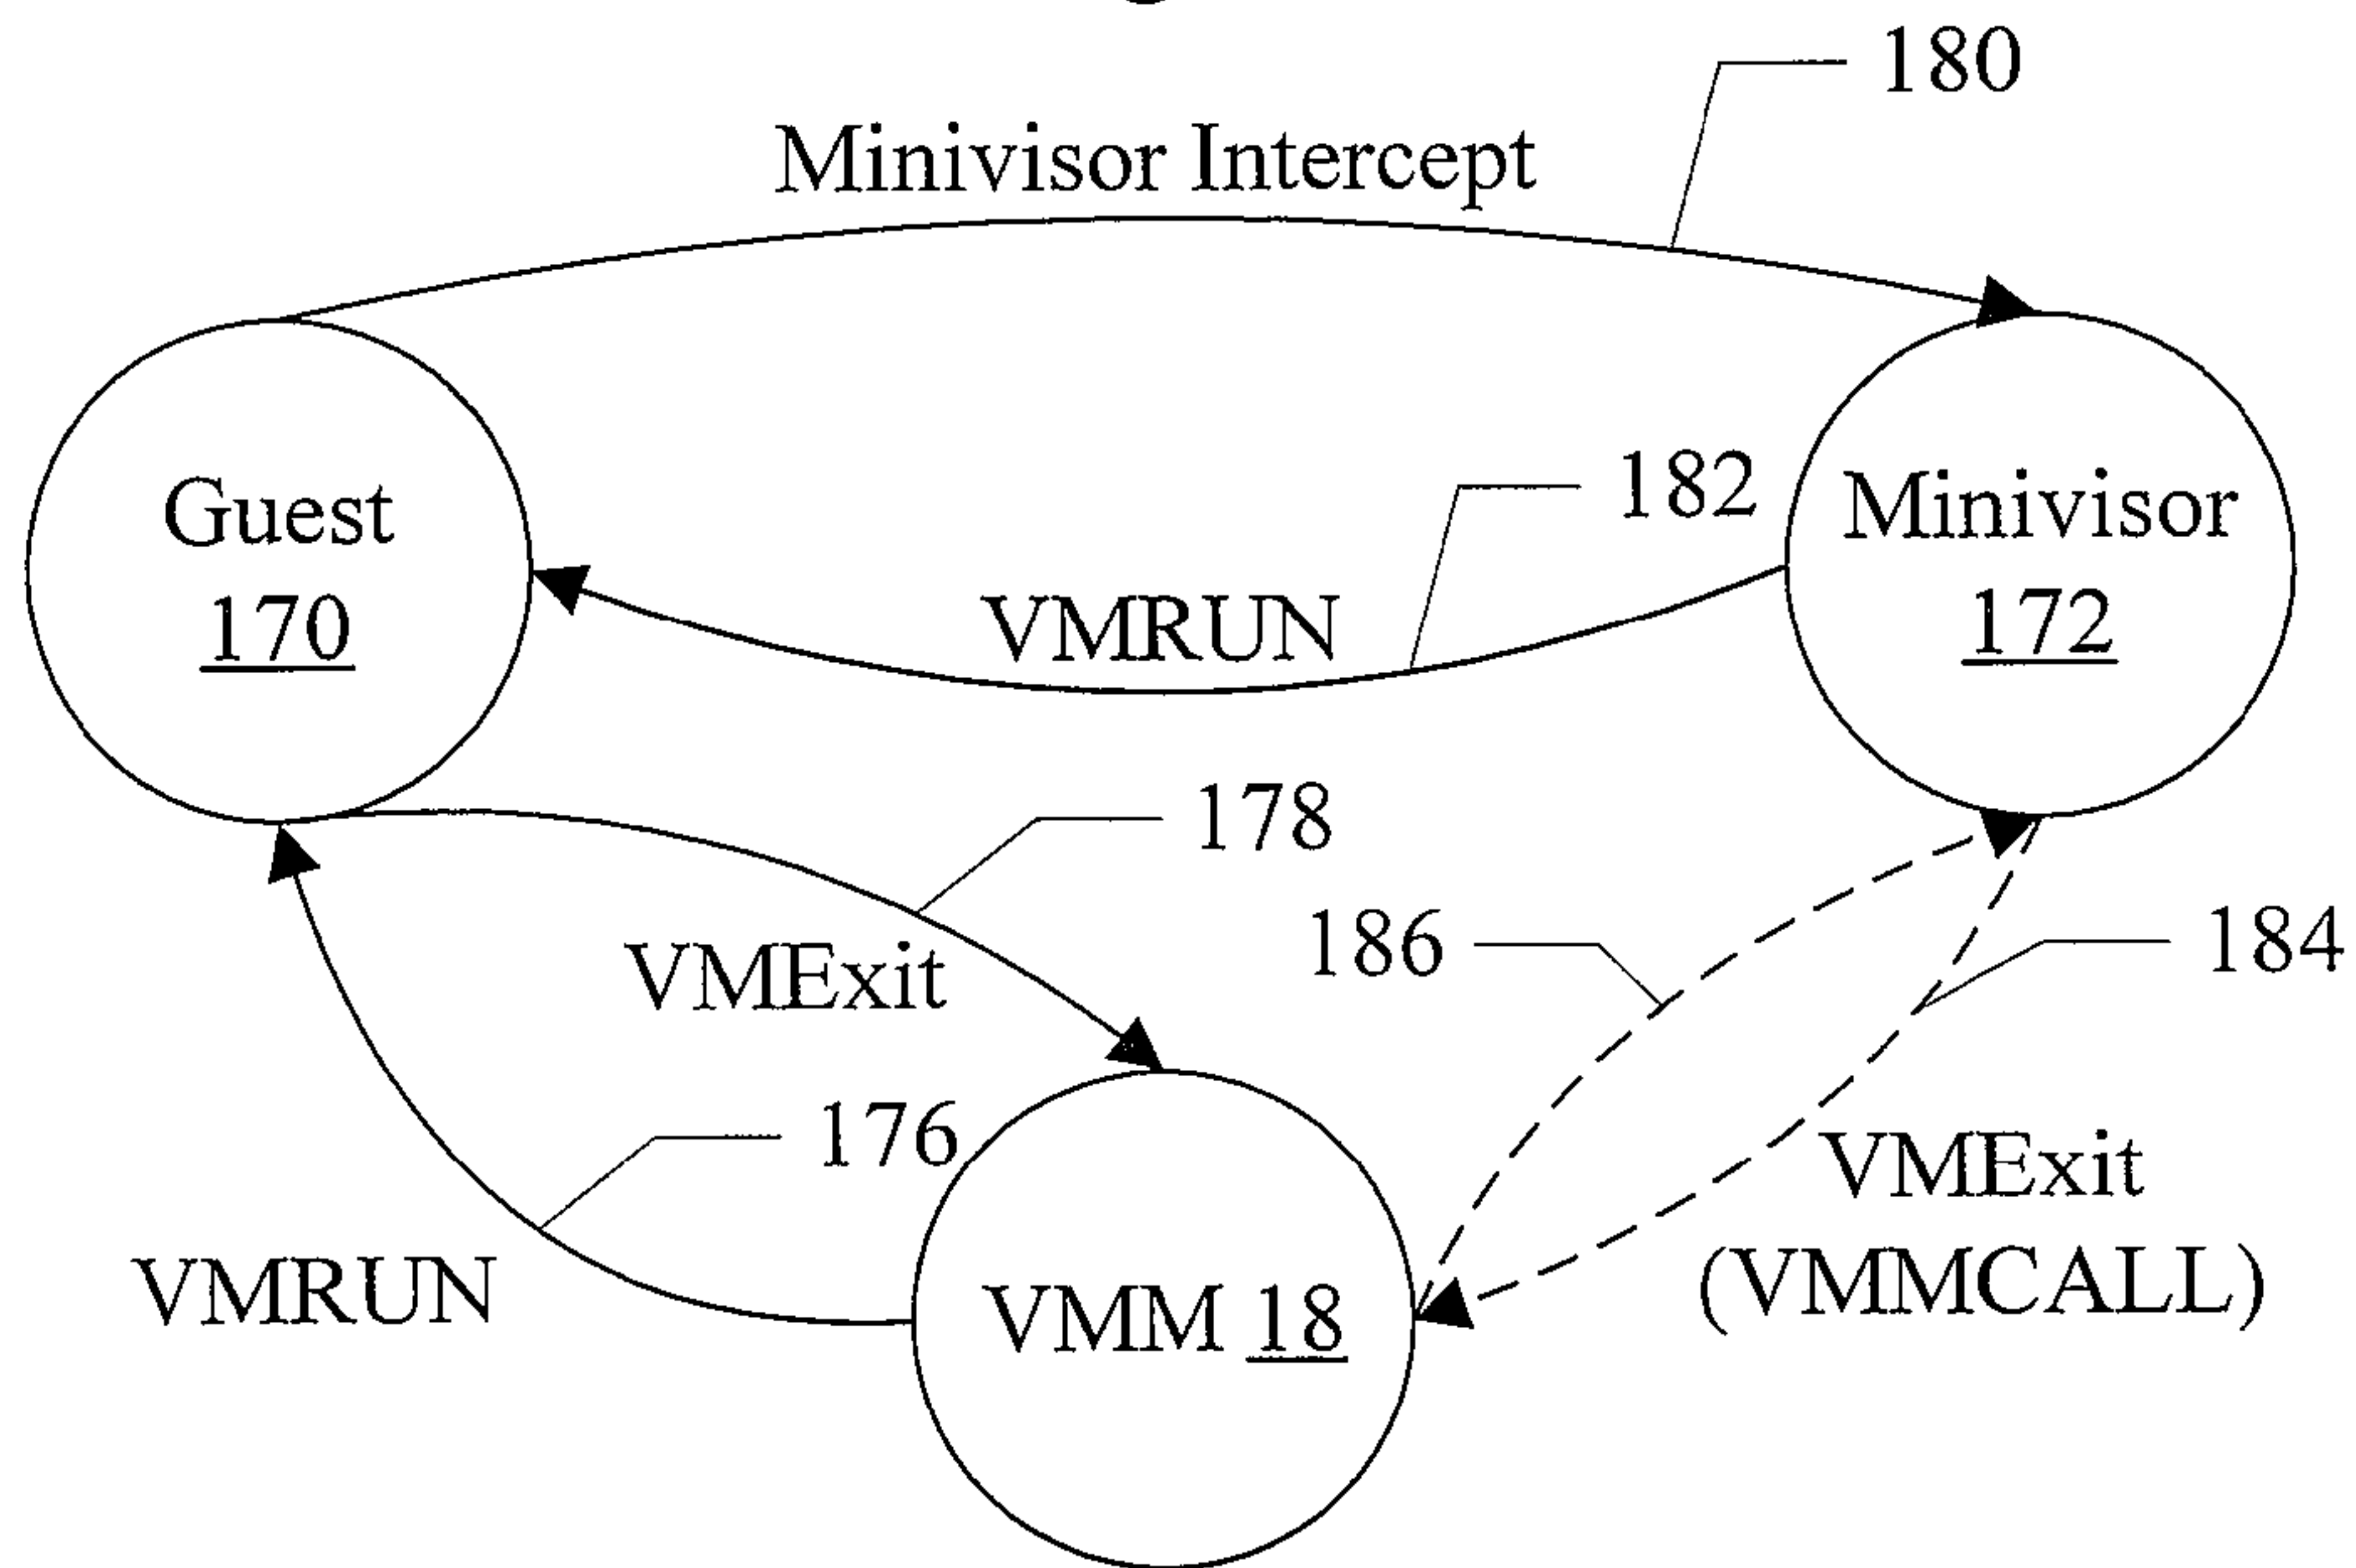 180
Minivisor Intercept
182
Guest
170
Minivisor
172
VMRUN
178
186
184
VMExit
176
VMExit
(VMMCALL)
VMRUN
VMM 18